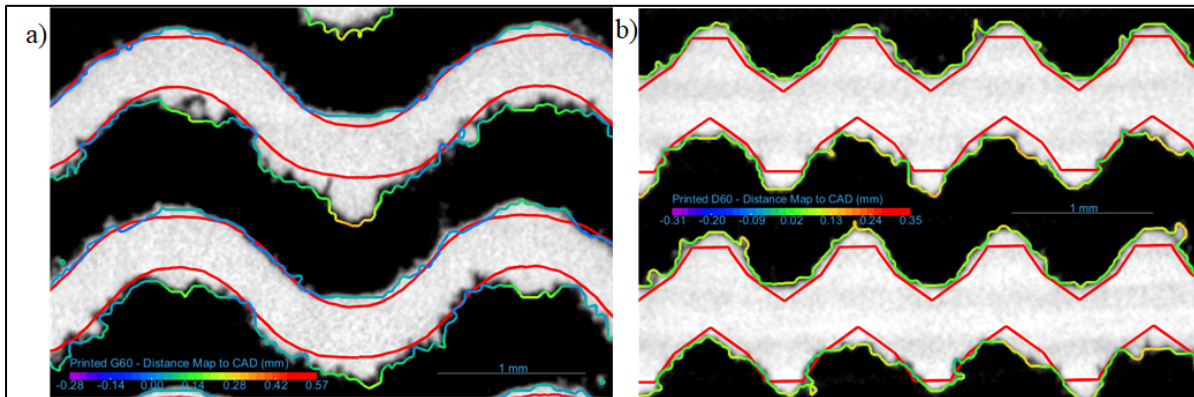 a)
Printed G60 - Distance Map to CAD (mm)
-0.28 -0.14 0.00 0.14 0.28 0.42 0.57
1 mm
b)
Printed D60 - Distance Map to CAD (mm)
-0.31 -0.20 -0.09 0.02 0.13 0.24 0.35
1 mm